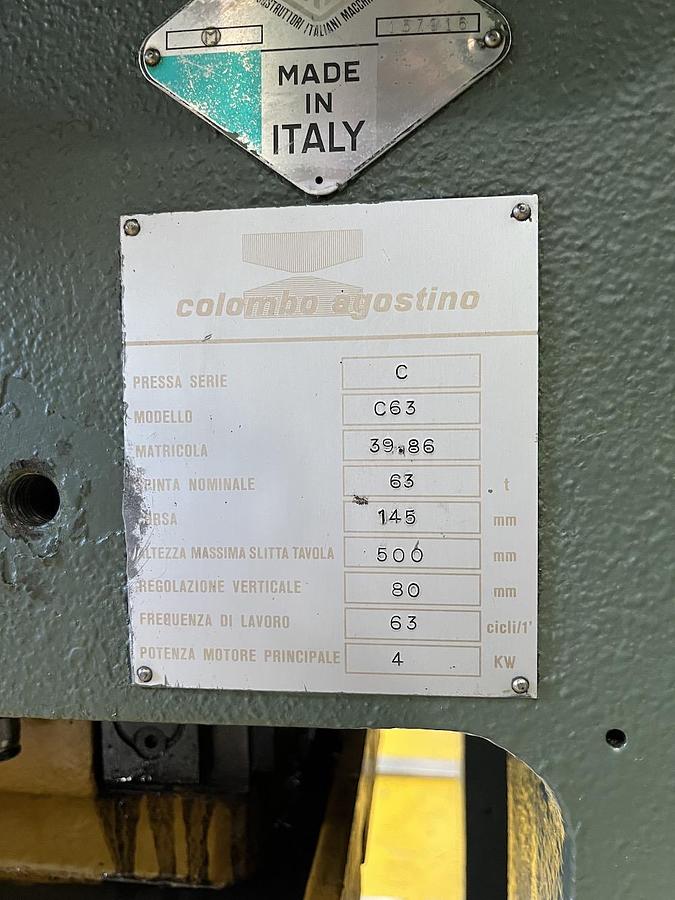 COSTRUTTORI ITALIANI MACCHINE
M 157916
MADE
IN
ITALY
colombo agostino
PRESSA SERIE C
MODELLO C63
MATRICOLA 39.86
SPINTA NOMINALE 63 t
CORSA 145 mm
ALTEZZA MASSIMA SLITTA TAVOLA 500 mm
REGOLAZIONE VERTICALE 80 mm
FREQUENZA DI LAVORO 63 cicli/1'
POTENZA MOTORE PRINCIPALE 4 KW